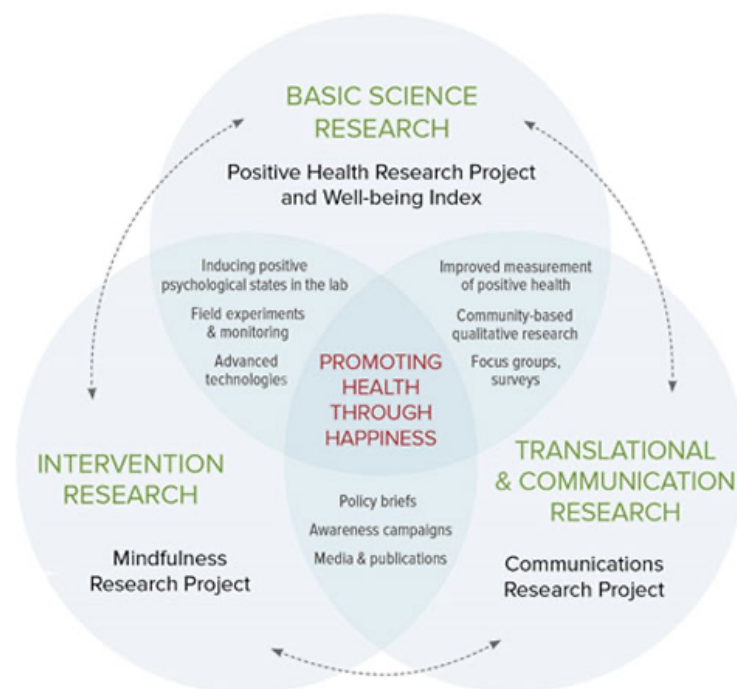 BASIC SCIENCE
RESEARCH
Positive Health Research Project
and Well-being Index
Inducing positive
psychological states in the lab
Field experiments
& monitoring
Advanced
technologies
Improved measurement
of positive health
Community-based
qualitative research
Focus groups,
surveys
PROMOTING
HEALTH
THROUGH
HAPPINESS
INTERVENTION
RESEARCH
Mindfulness
Research Project
TRANSLATIONAL
& COMMUNICATION
RESEARCH
Communications
Research Project
Policy briefs
Awareness campaigns
Media & publications